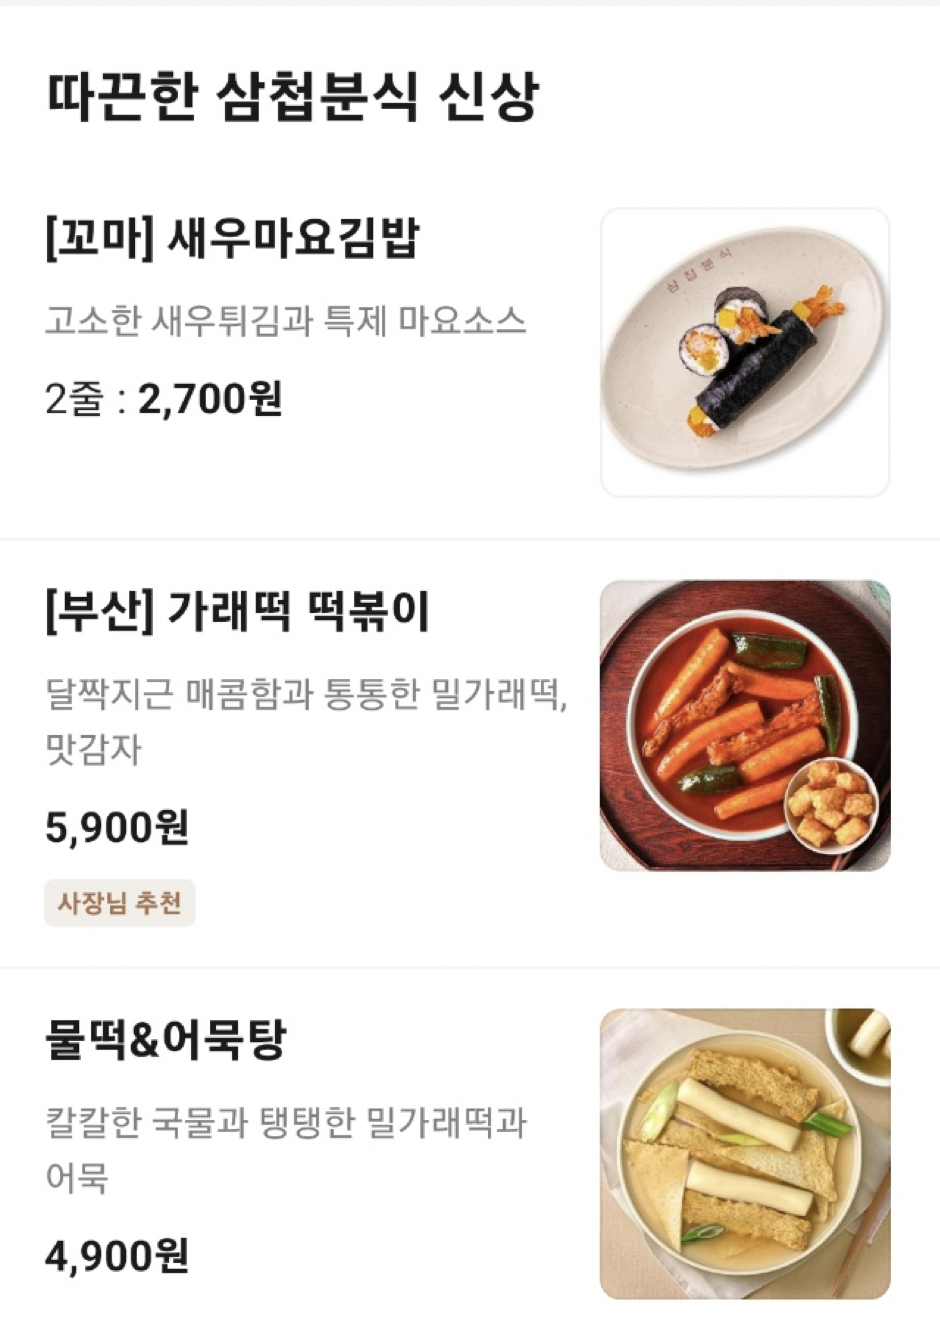 따끈한 삼첩분식 신상
[꼬마] 새우마요김밥
고소한 새우튀김과 특제 마요소스
2줄 : 2,700원
삼첩분식
[부산] 가래떡 떡볶이
달짝지근 매콤함과 통통한 밀가래떡,
맛감자
5,900원
사장님 추천
물떡&어묵탕
칼칼한 국물과 탱탱한 밀가래떡과
어묵
4,900원